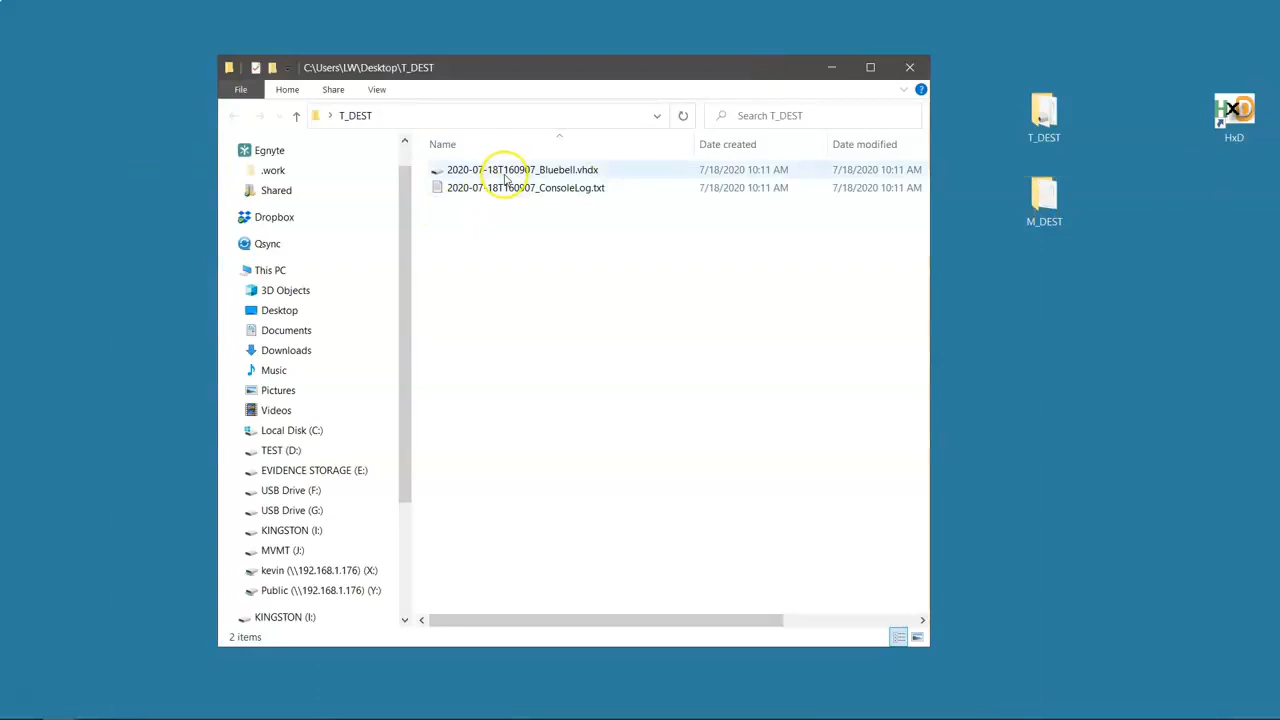 C:\Users\LW\Desktop\T_DEST
File Home Share View
T_DEST
Search T_DEST
Name Date created Date modified
2020-07-18T160907_Bluebell.vhdx 7/18/2020 10:11 AM 7/18/2020 10:11 AM
2020-07-18T160907_ConsoleLog.txt 7/18/2020 10:11 AM 7/18/2020 10:11 AM
Egnyte
.work
Shared
Dropbox
Qsync
This PC
3D Objects
Desktop
Documents
Downloads
Music
Pictures
Videos
Local Disk (C:)
TEST (D:)
EVIDENCE STORAGE (E:)
USB Drive (F:)
USB Drive (G:)
KINGSTON (I:)
MVMT (J:)
kevin (\\192.168.1.176) (X:)
Public (\\192.168.1.176) (Y:)
KINGSTON (I:)
2 items
T_DEST
HxD
HxD
M_DEST